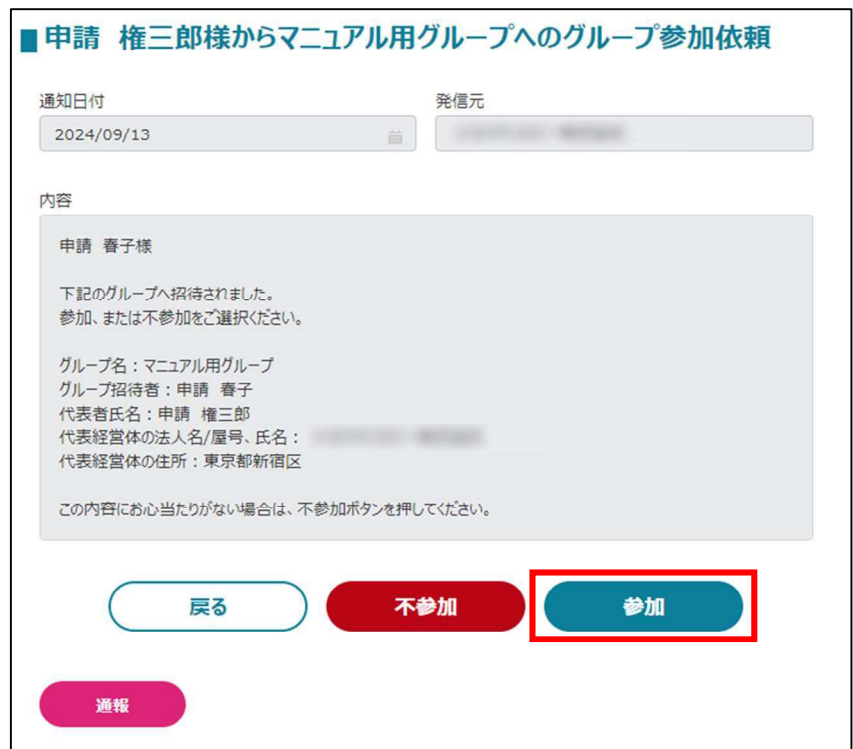 申請 権三郎様からマニュアル用グループへのグループ参加依頼
通知日付
発信元
2024/09/13
内容
申請 春子様
下記のグループへ招待されました。
参加、または不参加をご選択ください。
グループ名：マニュアル用グループ
グループ招待者：申請 春子
代表者氏名：申請 権三郎
代表経営体の法人名/屋号、氏名：
代表経営体の住所：東京都新宿区
この内容にお心当たりがない場合は、不参加ボタンを押してください。
戻る
不参加
参加
通報